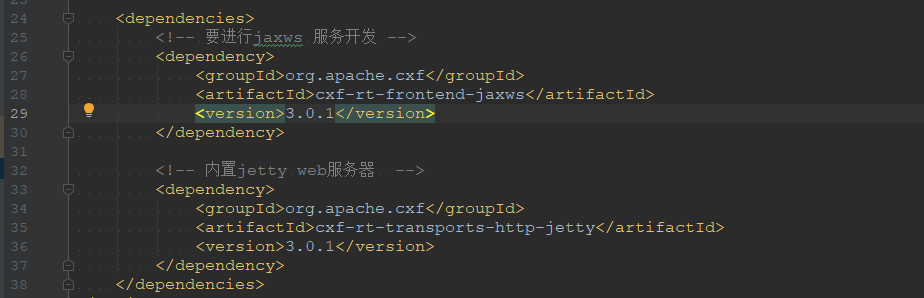 24 <dependencies>
25 <!-- 要进行jaxws 服务开发 -->
26 <dependency>
27 <groupId>org.apache.cxf</groupId>
28 <artifactId>cxf-rt-frontend-jaxws</artifactId>
29 <version>3.0.1</version>
30 </dependency>
31
32 <!-- 内置jetty web服务器  -->
33 <dependency>
34 <groupId>org.apache.cxf</groupId>
35 <artifactId>cxf-rt-transports-http-jetty</artifactId>
36 <version>3.0.1</version>
37 </dependency>
38 </dependencies>